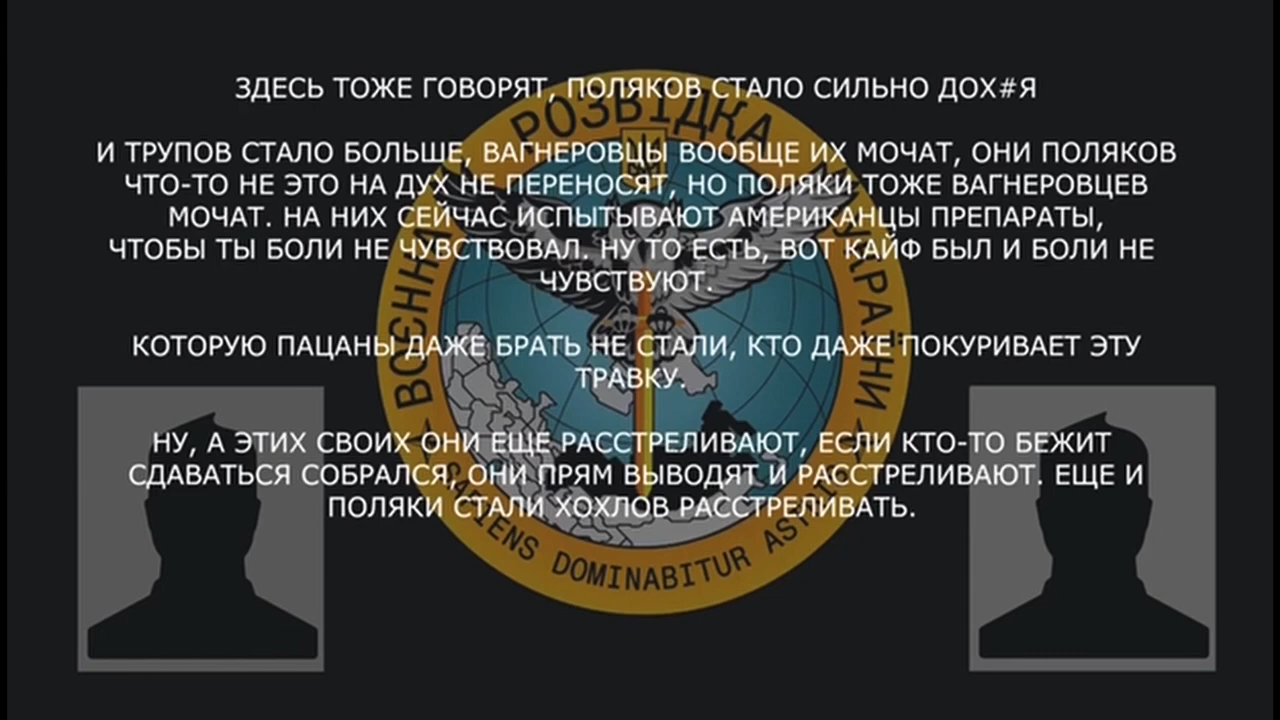 ЗДЕСЬ ТОЖЕ ГОВОРЯТ, ПОЛЯКОВ СТАЛО СИЛЬНО ДОХ#Я
И ТРУПОВ СТАЛО БОЛЬШЕ, ВАГНЕРОВЦЫ ВООБЩЕ ИХ МОЧАТ, ОНИ ПОЛЯКОВ
ЧТО-ТО НЕ ЭТО НА ДУХ НЕ ПЕРЕНОСЯТ, НО ПОЛЯКИ ТОЖЕ ВАГНЕРОВЦЕВ
МОЧАТ. НА НИХ СЕЙЧАС ИСПЫТЫВАЮТ АМЕРИКАНЦЫ ПРЕПАРАТЫ,
ЧТОБЫ ТЫ БОЛИ НЕ ЧУВСТВОВАЛ. НУ ТО ЕСТЬ, ВОТ КАЙФ БЫЛ И БОЛИ НЕ
ЧУВСТВУЮТ.
КОТОРУЮ ПАЦАНЫ ДАЖЕ БРАТЬ НЕ СТАЛИ, КТО ДАЖЕ ПОКУРИВАЕТ ЭТУ
ТРАВКУ.
НУ, А ЭТИХ СВОИХ ОНИ ЕЩЕ РАССТРЕЛИВАЮТ, ЕСЛИ КТО-ТО БЕЖИТ
СДАВАТЬСЯ СОБРАЛСЯ, ОНИ ПРЯМ ВЫВОДЯТ И РАССТРЕЛИВАЮТ. ЕЩЕ И
ПОЛЯКИ СТАЛИ ХОХЛОВ РАССТРЕЛИВАТЬ.
РОЗВІДКА
ВОЄННА
УКРАЇНИ
SAPIENS DOMINABITUR ASTRIS